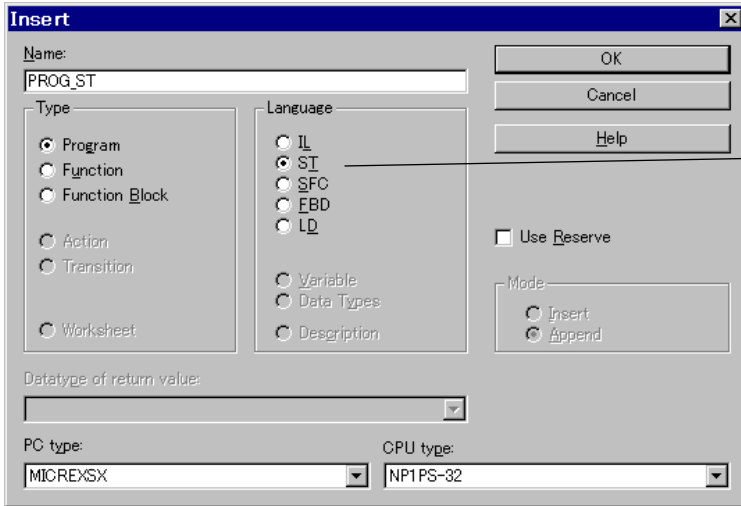 Insert
Name:
PROG_ST
OK
Cancel
Help
Type
Program
Function
Function Block
Action
Transition
Worksheet
Language
IL
ST
SFC
FBD
LD
Variable
Data Types
Description
Use Reserve
Mode
Insert
Append
Datatype of return value:
PC type:
MICREXSX
CPU type:
NP1PS-32